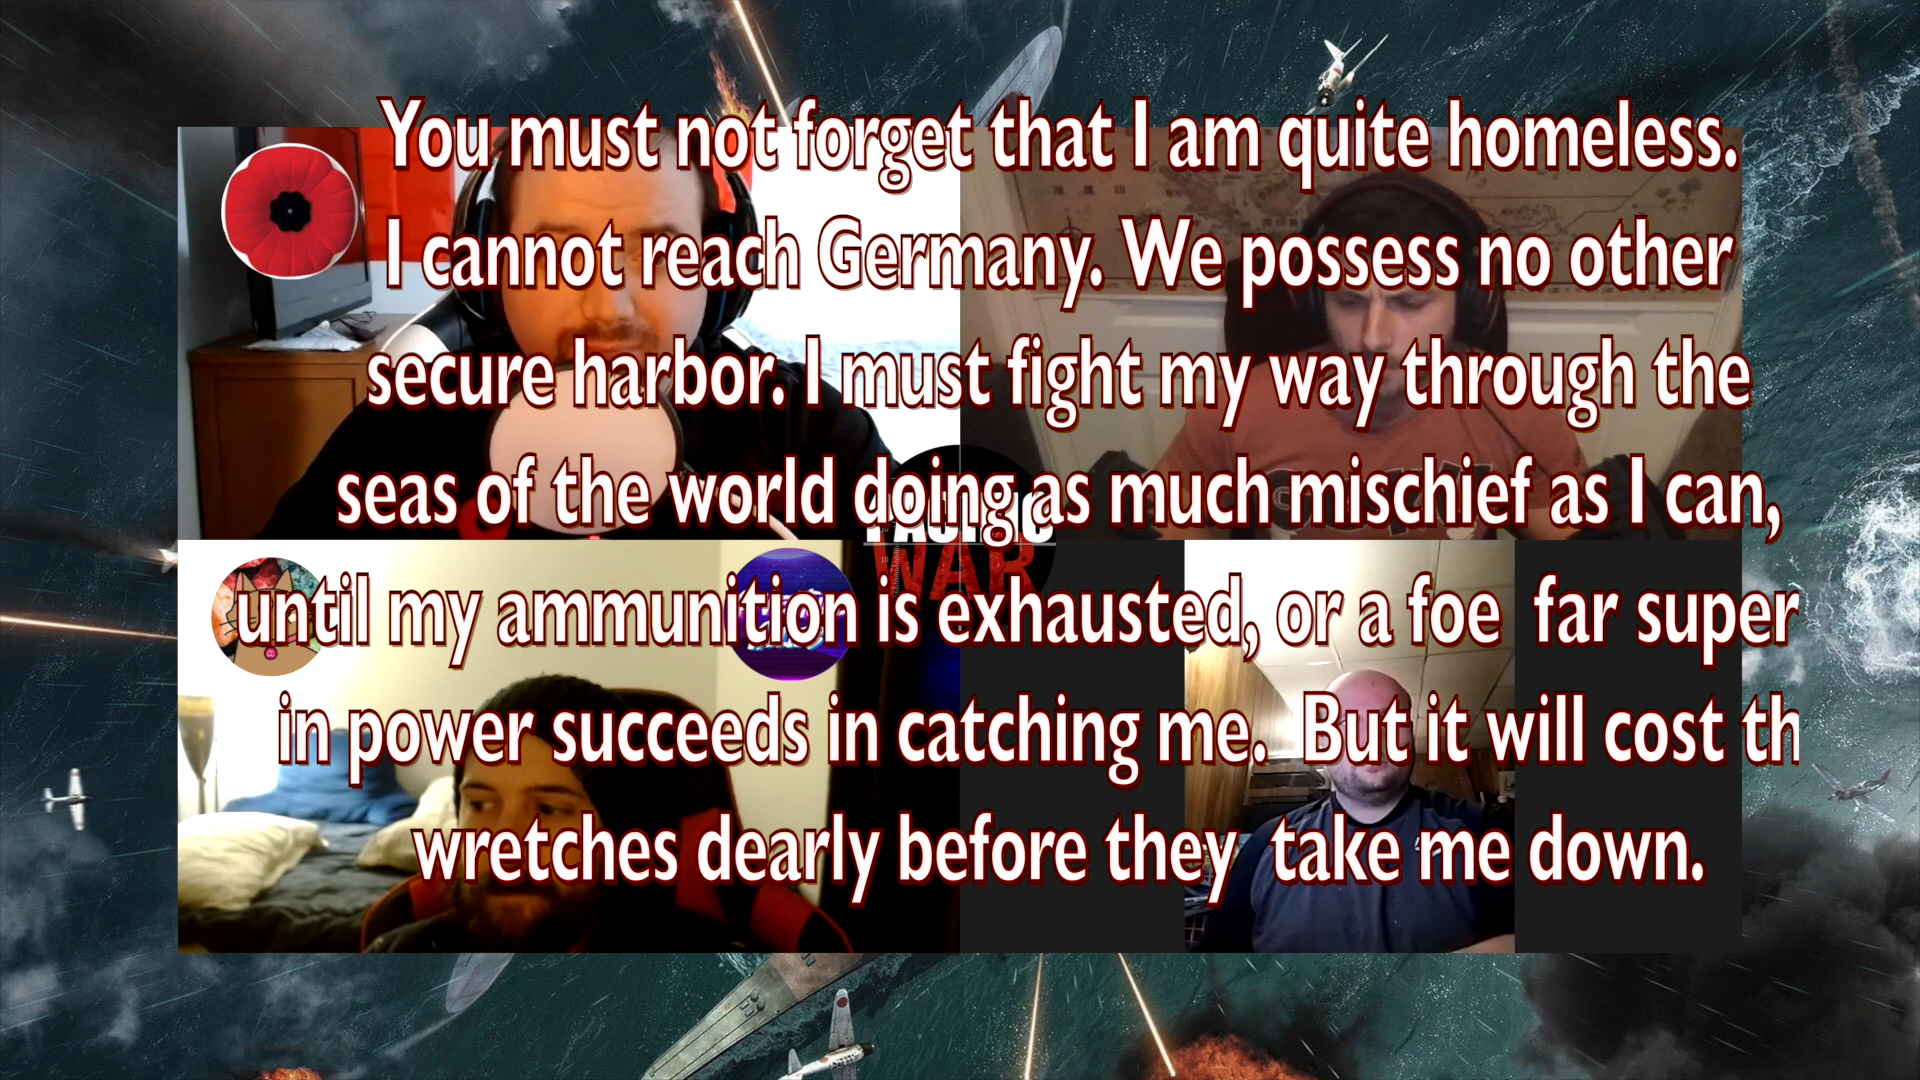 You must not forget that I am quite homeless.
I cannot reach Germany. We possess no other
secure harbor. I must fight my way through the
seas of the world doing as much mischief as I can,
until my ammunition is exhausted, or a foe far super
in power succeeds in catching me. But it will cost th
wretches dearly before they take me down.
WAR